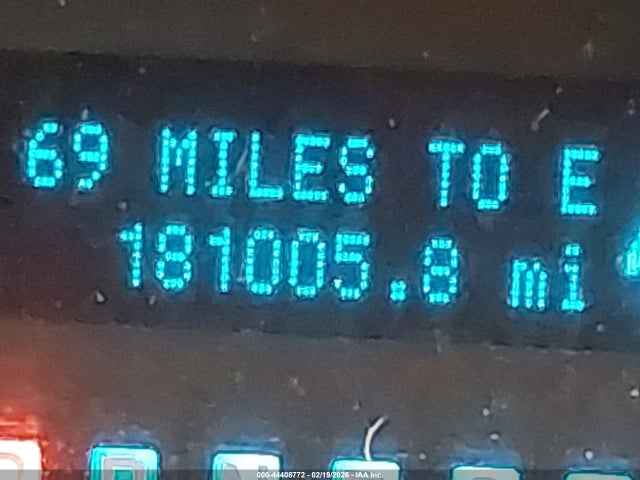 69 MILES TO E
181005.8 mi
R N D
000-44408772 - 02/19/2026 - IAA Inc.